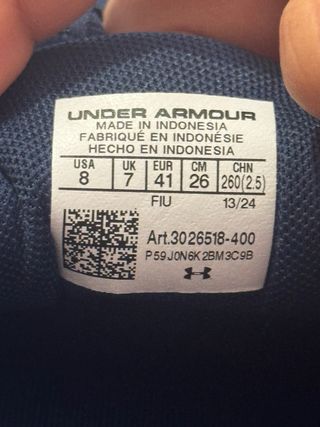 UNDER ARMOUR
MADE IN INDONESIA
FABRIQUÉ EN INDONÉSIE
HECHO EN INDONESIA
USA UK EUR CM CHN
8 7 41 26 260(2.5)
FIU 13/24
Art.3026518-400
P59J0N6K2BM3C9B